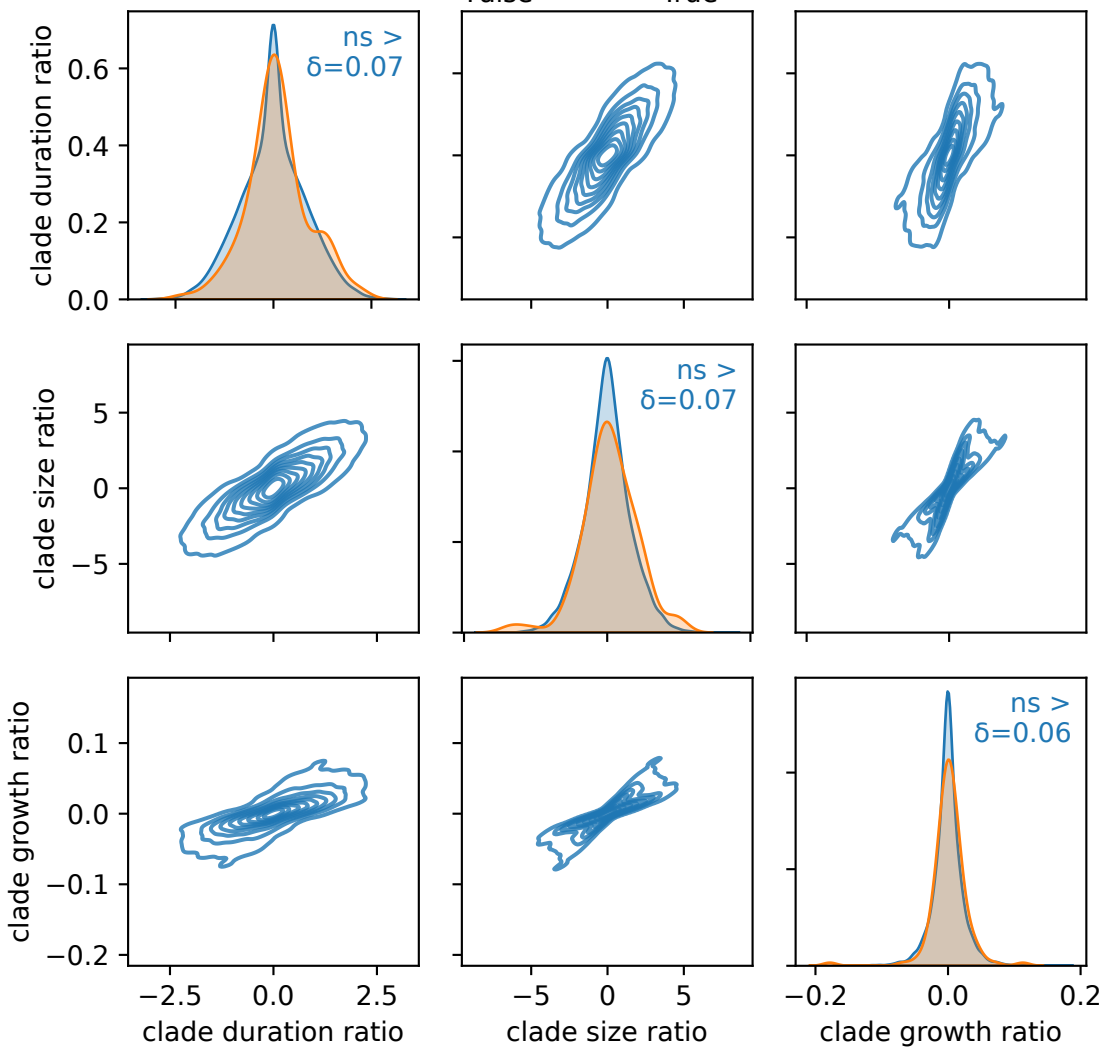 clade duration ratio
0.6
0.4
0.2
0.0
ns >
δ=0.07
clade size ratio
5
0
−5
ns >
δ=0.07
clade growth ratio
0.1
0.0
−0.1
−0.2
ns >
δ=0.06
−2.5 0.0 2.5
−5 0 5
−0.2 0.0 0.2
clade duration ratio
clade size ratio
clade growth ratio